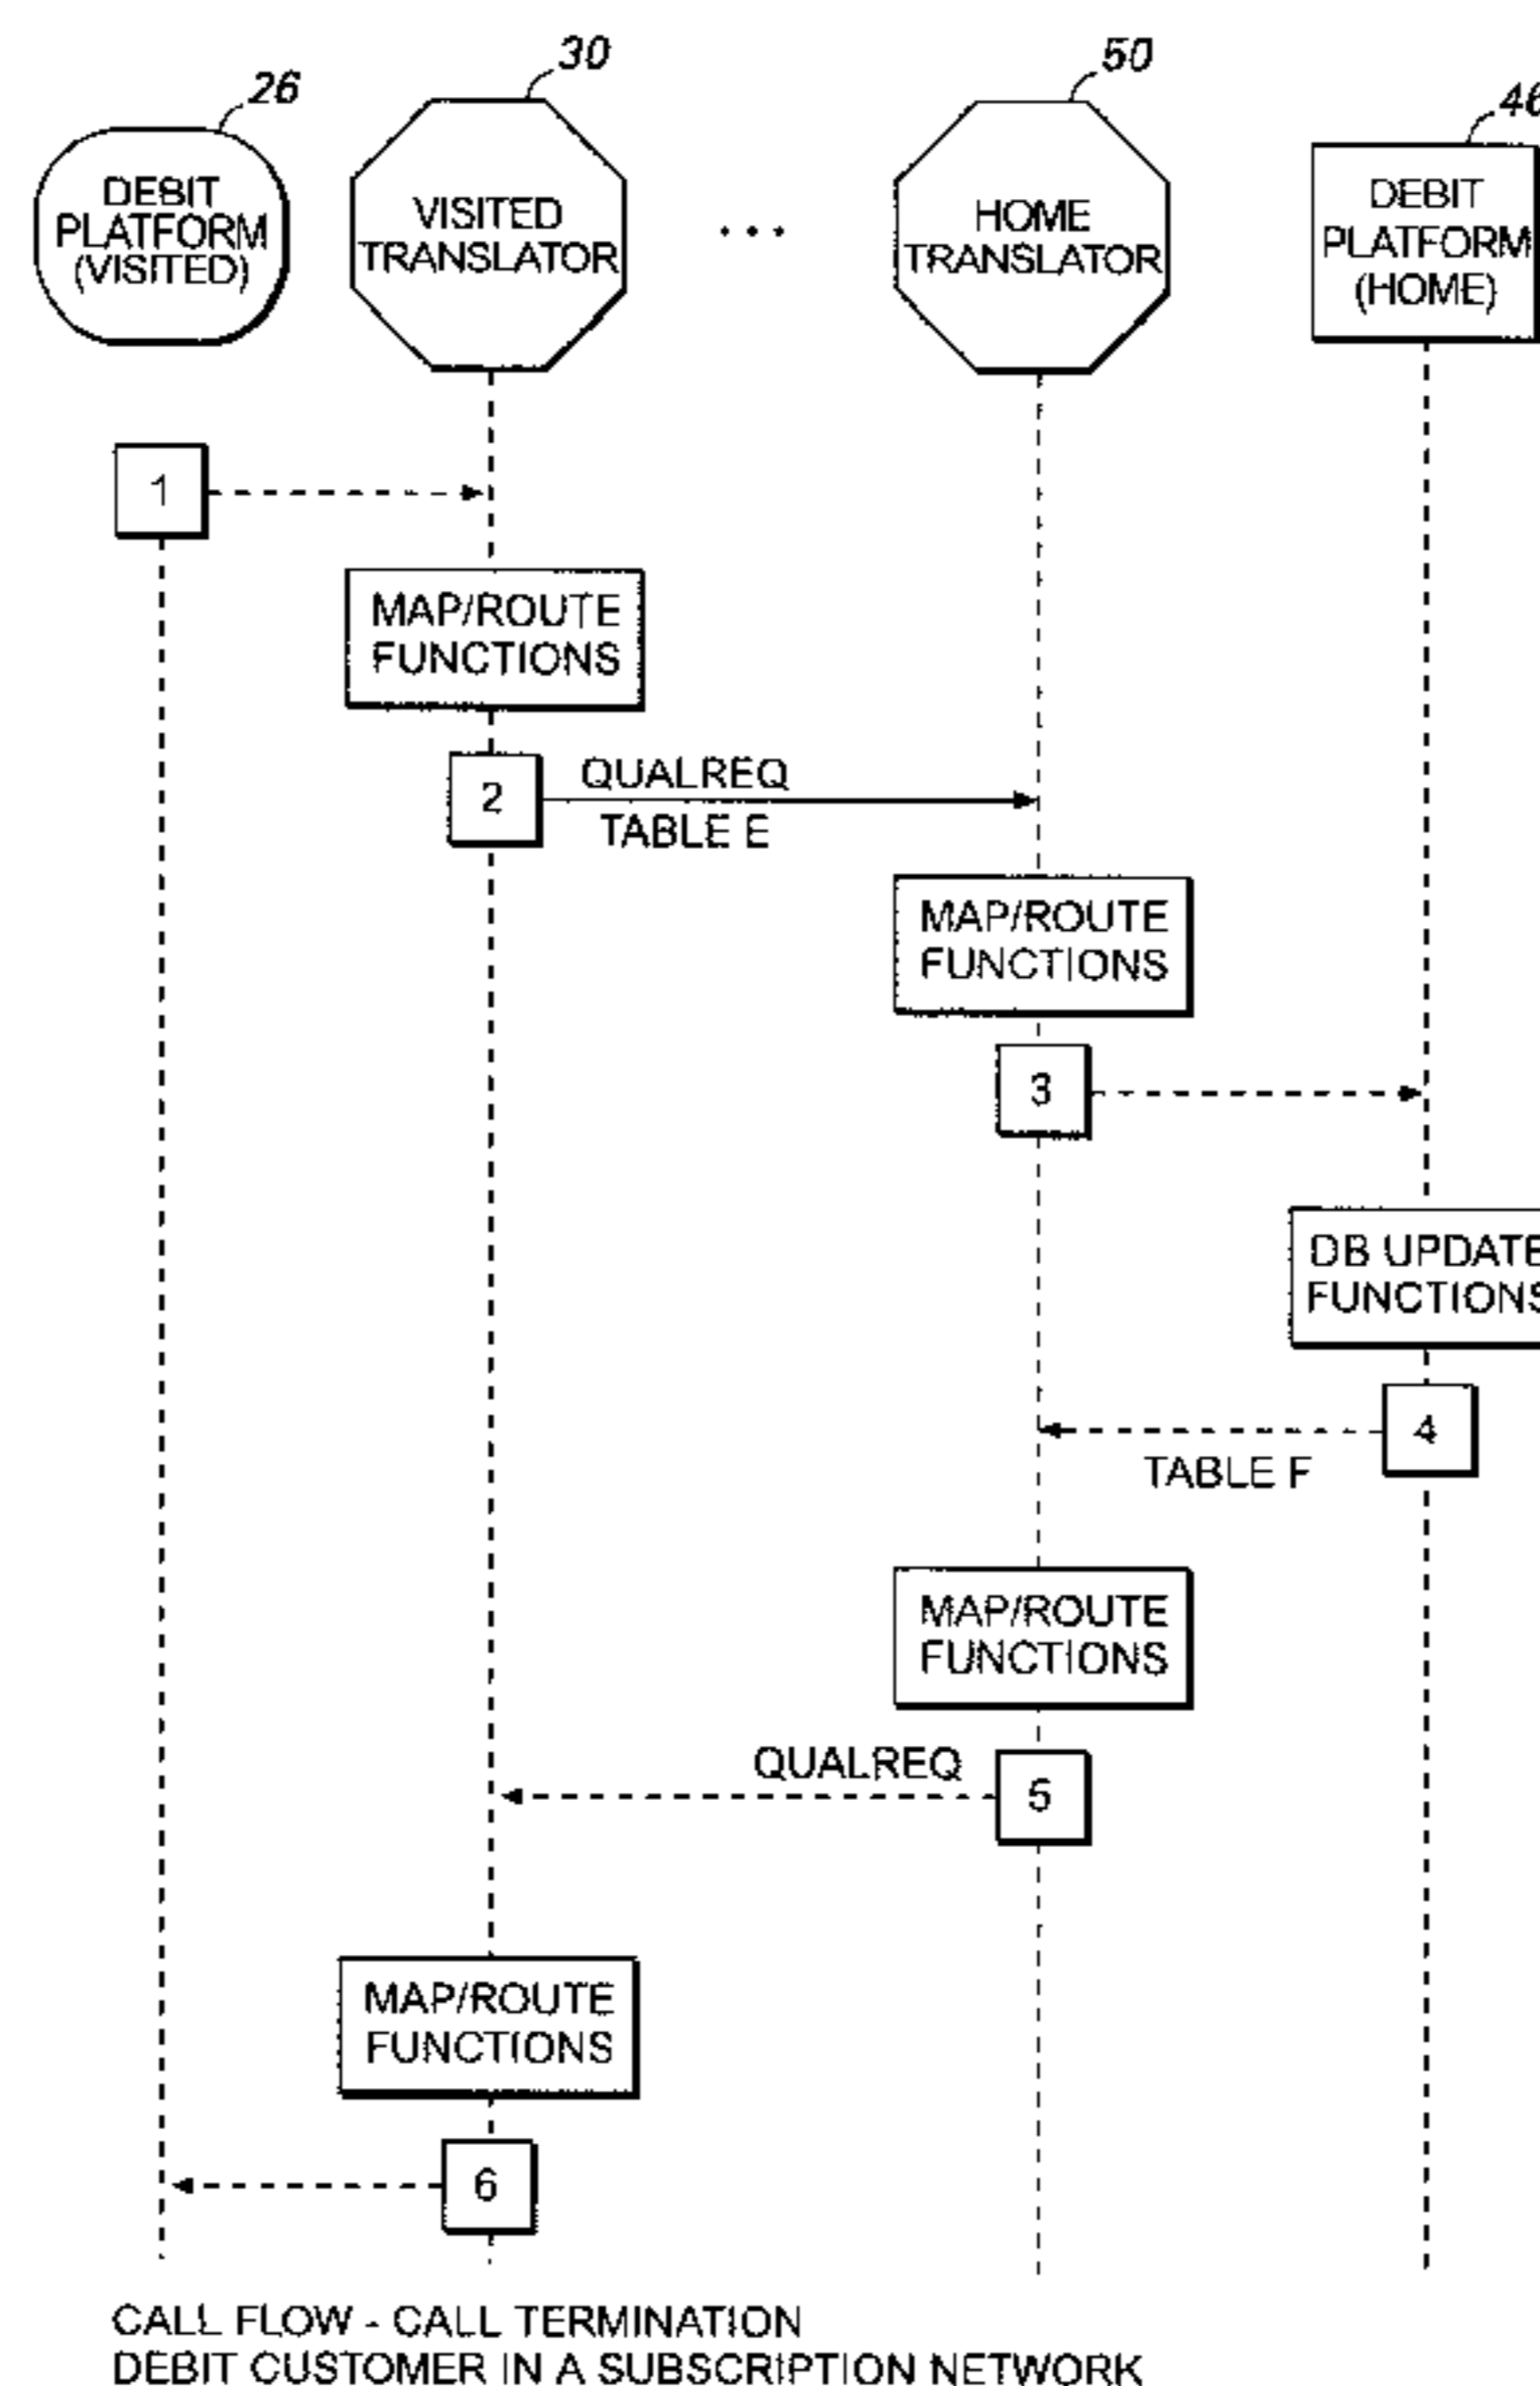 26
30
50
46
DEBIT
PLATFORM
(VISITED)
VISITED
TRANSLATOR
...
HOME
TRANSLATOR
DEBIT
PLATFORM
(HOME)
1
MAP/ROUTE
FUNCTIONS
2
QUALREQ
TABLE E
MAP/ROUTE
FUNCTIONS
3
DB UPDATE
FUNCTIONS
4
TABLE F
MAP/ROUTE
FUNCTIONS
QUALREQ
5
MAP/ROUTE
FUNCTIONS
6
CALL FLOW - CALL TERMINATION
DEBIT CUSTOMER IN A SUBSCRIPTION NETWORK